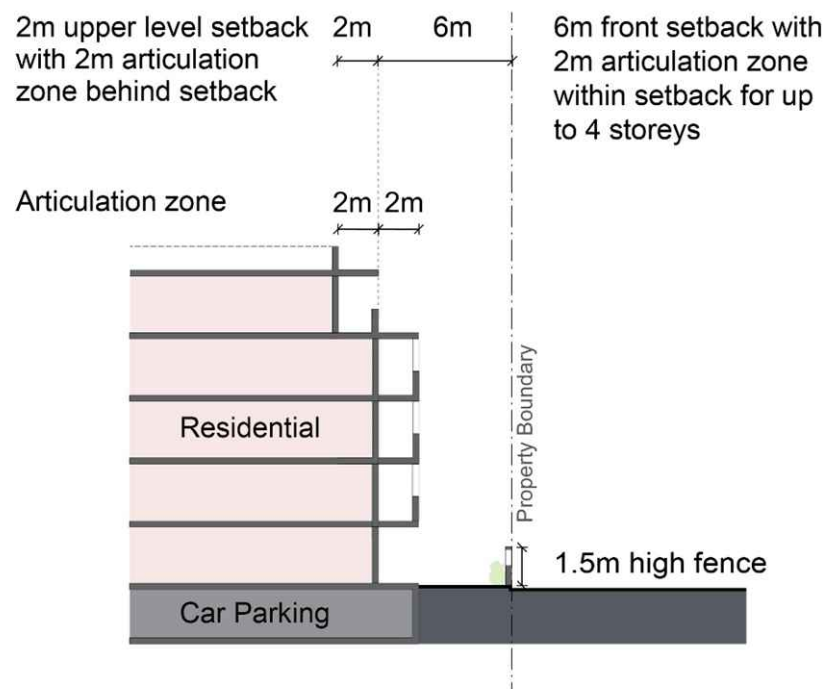 2m upper level setback
with 2m articulation
zone behind setback
2m
6m
6m front setback with
2m articulation zone
within setback for up
to 4 storeys
Articulation zone
2m
2m
Property Boundary
Residential
1.5m high fence
Car Parking